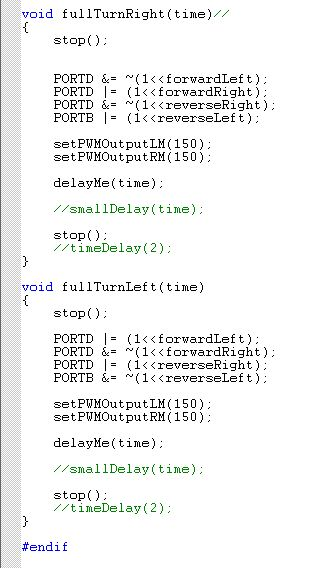 void fullTurnRight(time)//
{
    stop();

    PORTD &= ~(1<<forwardLeft);
    PORTD |= (1<<forwardRight);
    PORTD &= ~(1<<reverseRight);
    PORTB |= (1<<reverseLeft);

    setPWMOutputLM(150);
    setPWMOutputRM(150);

    delayMe(time);

    //smallDelay(time);

    stop();
    //timeDelay(2);
}

void fullTurnLeft(time)
{
    stop();

    PORTD |= (1<<forwardLeft);
    PORTD &= ~(1<<forwardRight);
    PORTD |= (1<<reverseRight);
    PORTB &= ~(1<<reverseLeft);

    setPWMOutputLM(150);
    setPWMOutputRM(150);

    delayMe(time);

    //smallDelay(time);

    stop();
    //timeDelay(2);
}

#endif